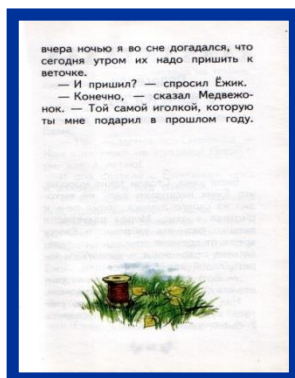 вчера ночью я во сне догадался, что
сегодня утром их надо пришить к
веточке.
— И пришил? — спросил Ёжик.
— Конечно, — сказал Медвежо-
нок. — Той самой иголкой, которую
ты мне подарил в прошлом году.